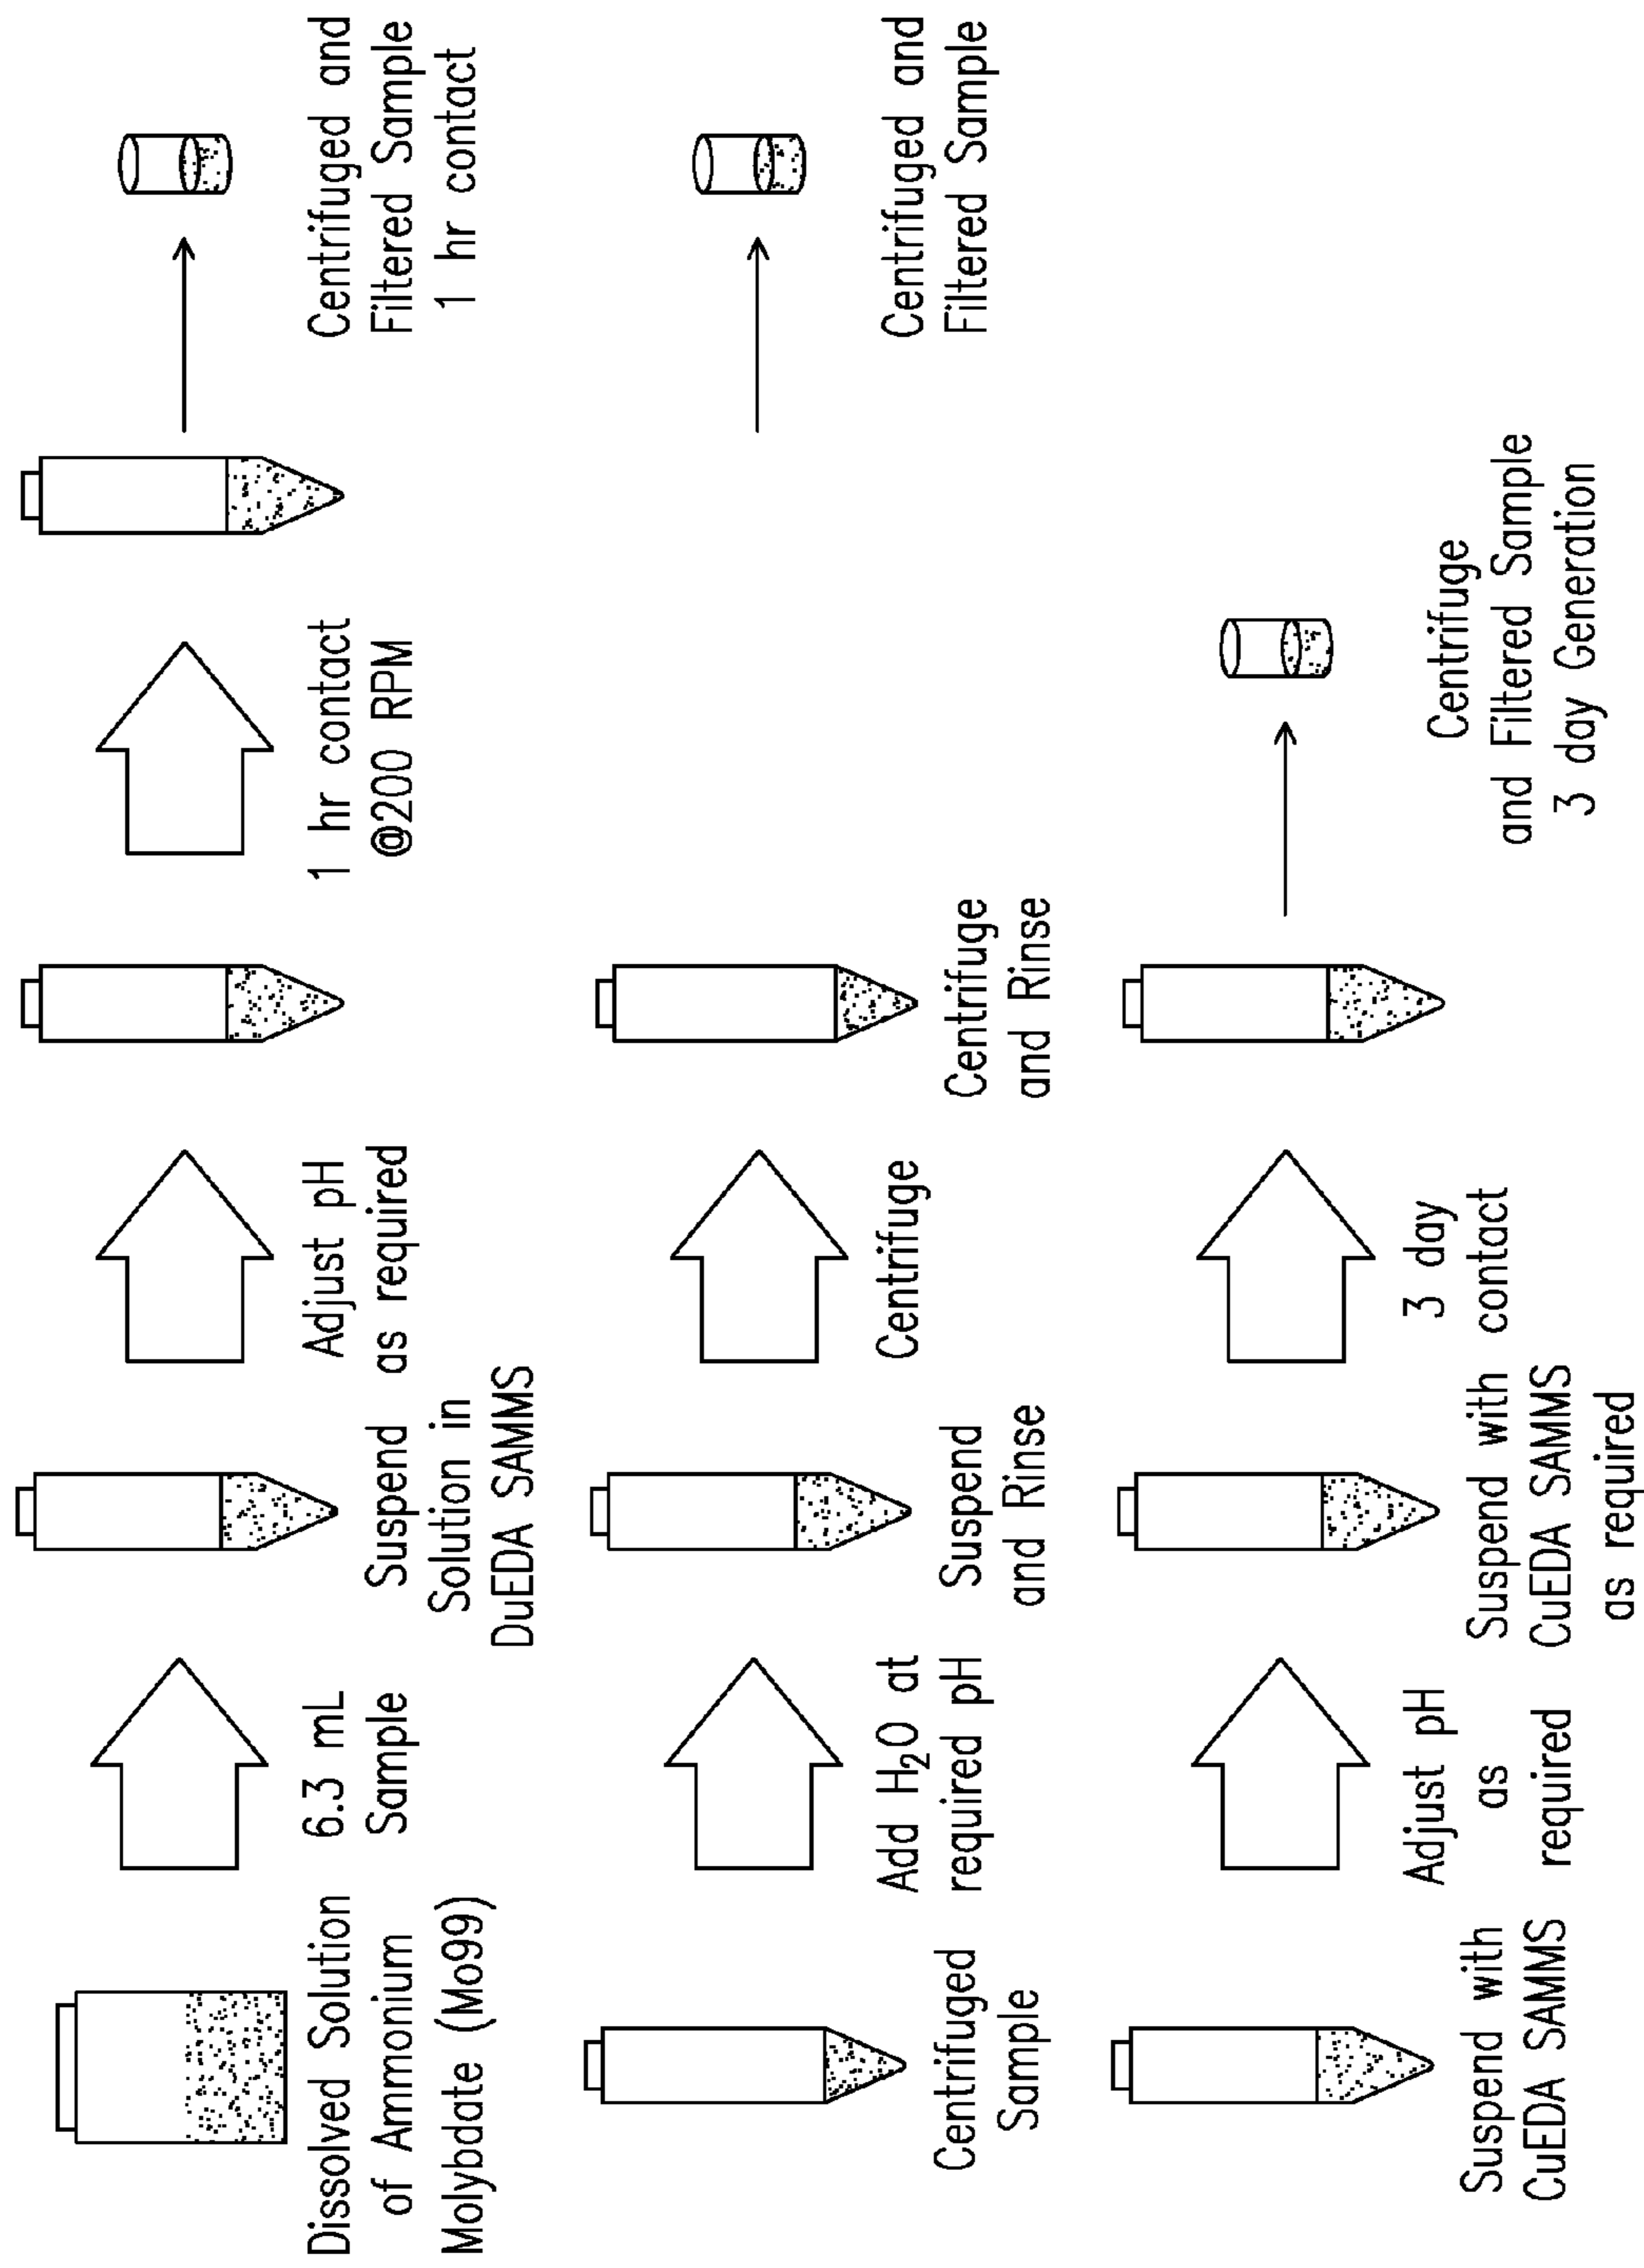 Dissolved Solution
of Ammonium
Molybdate (Mo99)
6.3 mL
Sample
Suspend
Solution in
DuEDA SAMMS
Adjust pH
as required
1 hr contact
@200 RPM
Centrifuged and
Filtered Sample
1 hr contact
Centrifuged
Sample
Add H₂O at
required pH
Suspend
and Rinse
Centrifuge
Centrifuge
and Rinse
Centrifuged and
Filtered Sample
Suspend with
CuEDA SAMMS
Adjust pH
as
required
Suspend with
CuEDA SAMMS
as required
3 day
contact
Centrifuge
and Filtered Sample
3 day Generation